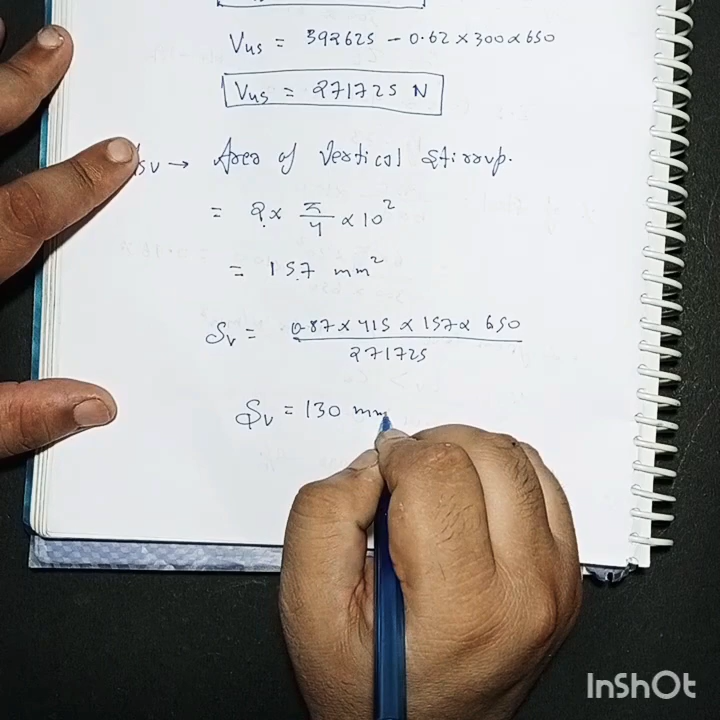 Vus = 392625 - 0.62 × 300 × 650
Vus = 271725 N
Asv → Area of Vertical Stirrup.
= 2 × π/4 × 10²
= 157 mm²
Sv = 0.87 × 415 × 157 × 650 / 271725
Sv = 130 mm
InShOt